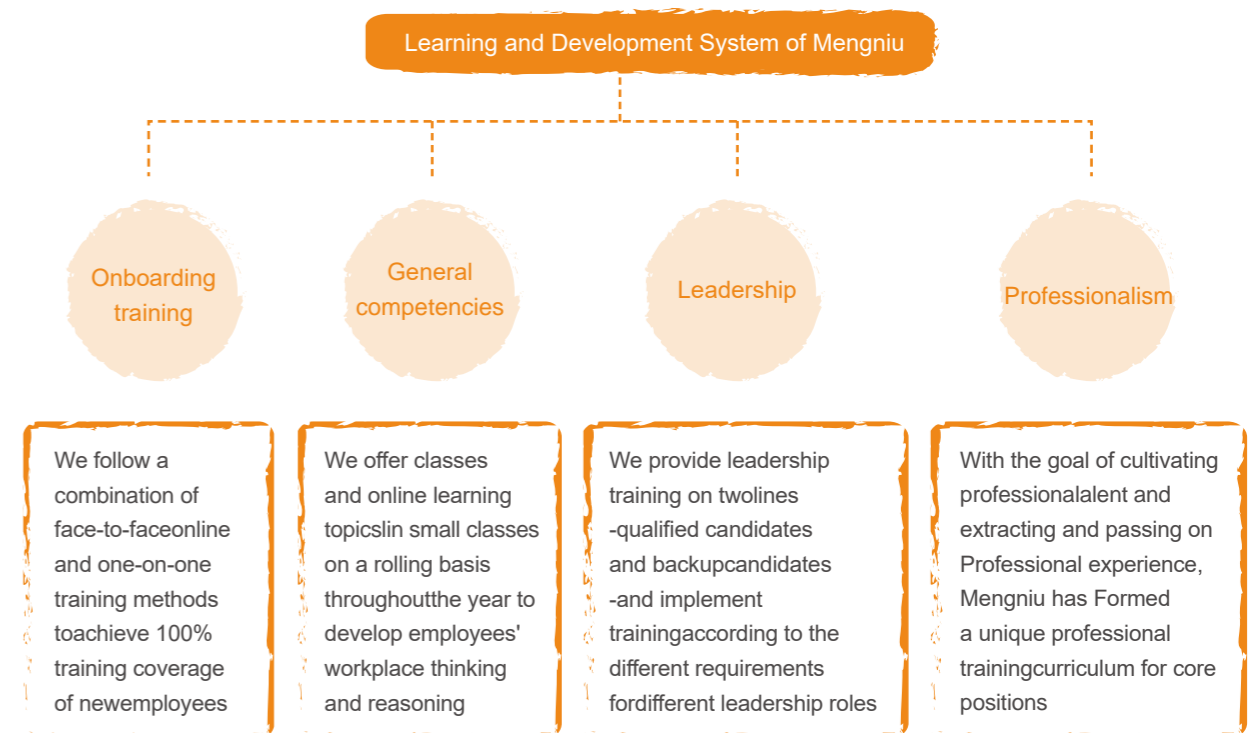 Learning and Development System of Mengniu
Onboarding
training
General
competencies
Leadership
Professionalism
We follow a
combination of
face-to-faceonline
and one-on-one
training methods
toachieve 100%
training coverage
of newemployees
We offer classes
and online learning
topicslin small classes
on a rolling basis
throughoutthe year to
develop employees'
workplace thinking
and reasoning
We provide leadership
training on twolines
-qualified candidates
and backupcandidates
-and implement
trainingaccording to the
different requirements
fordifferent leadership roles
With the goal of cultivating
professionalalent and
extracting and passing on
Professional experience,
Mengniu has Formed
a unique professional
trainingcurriculum for core
positions